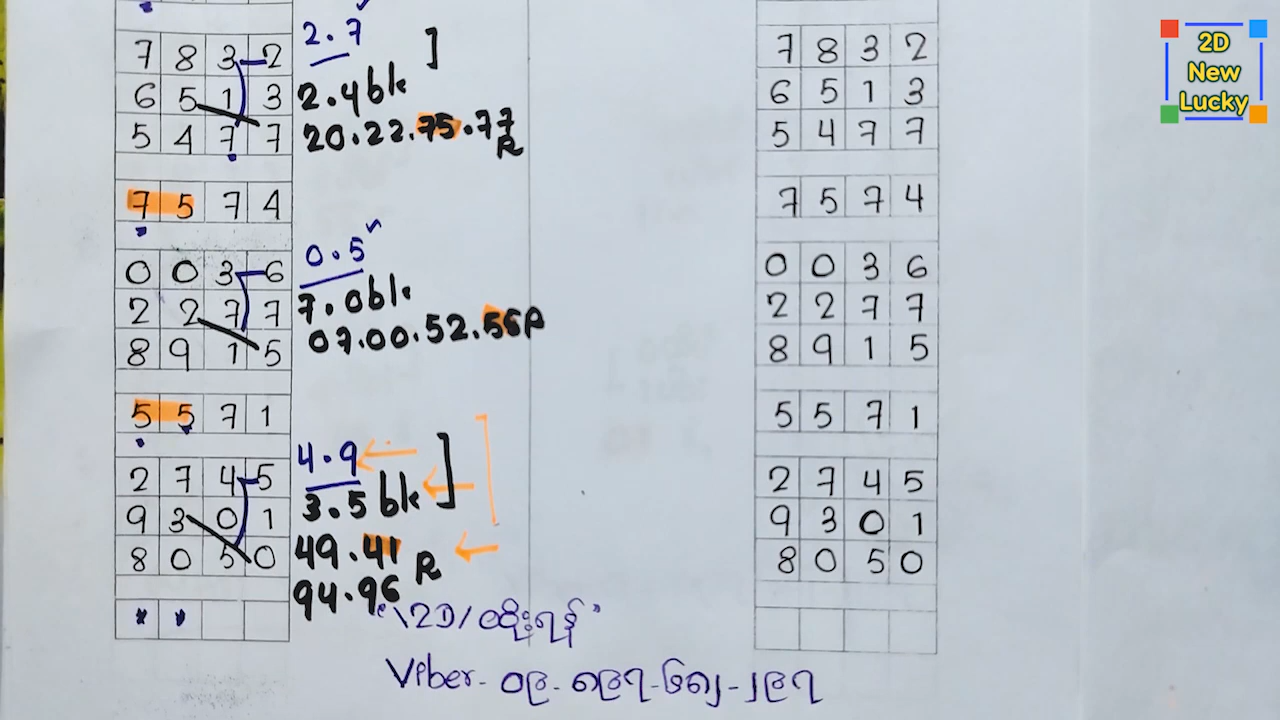 7 8 3 2
6 5 1 3
5 4 7 7
7 5 7 4
0 0 3 6
2 2 7 7
8 9 1 5
5 5 7 1
2 7 4 5
9 3 0 1
8 0 5 0
2.7
2.4 bk
20.22.75.77
R
0.5
7.0 bk
07.00.52.56 R
4.9
3.5 bk
49.41
R
94.96
"\2D/
Viber-
7 8 3 2
6 5 1 3
5 4 7 7
7 5 7 4
0 0 3 6
2 2 7 7
8 9 1 5
5 5 7 1
2 7 4 5
9 3 0 1
8 0 5 0
2D
New
Lucky